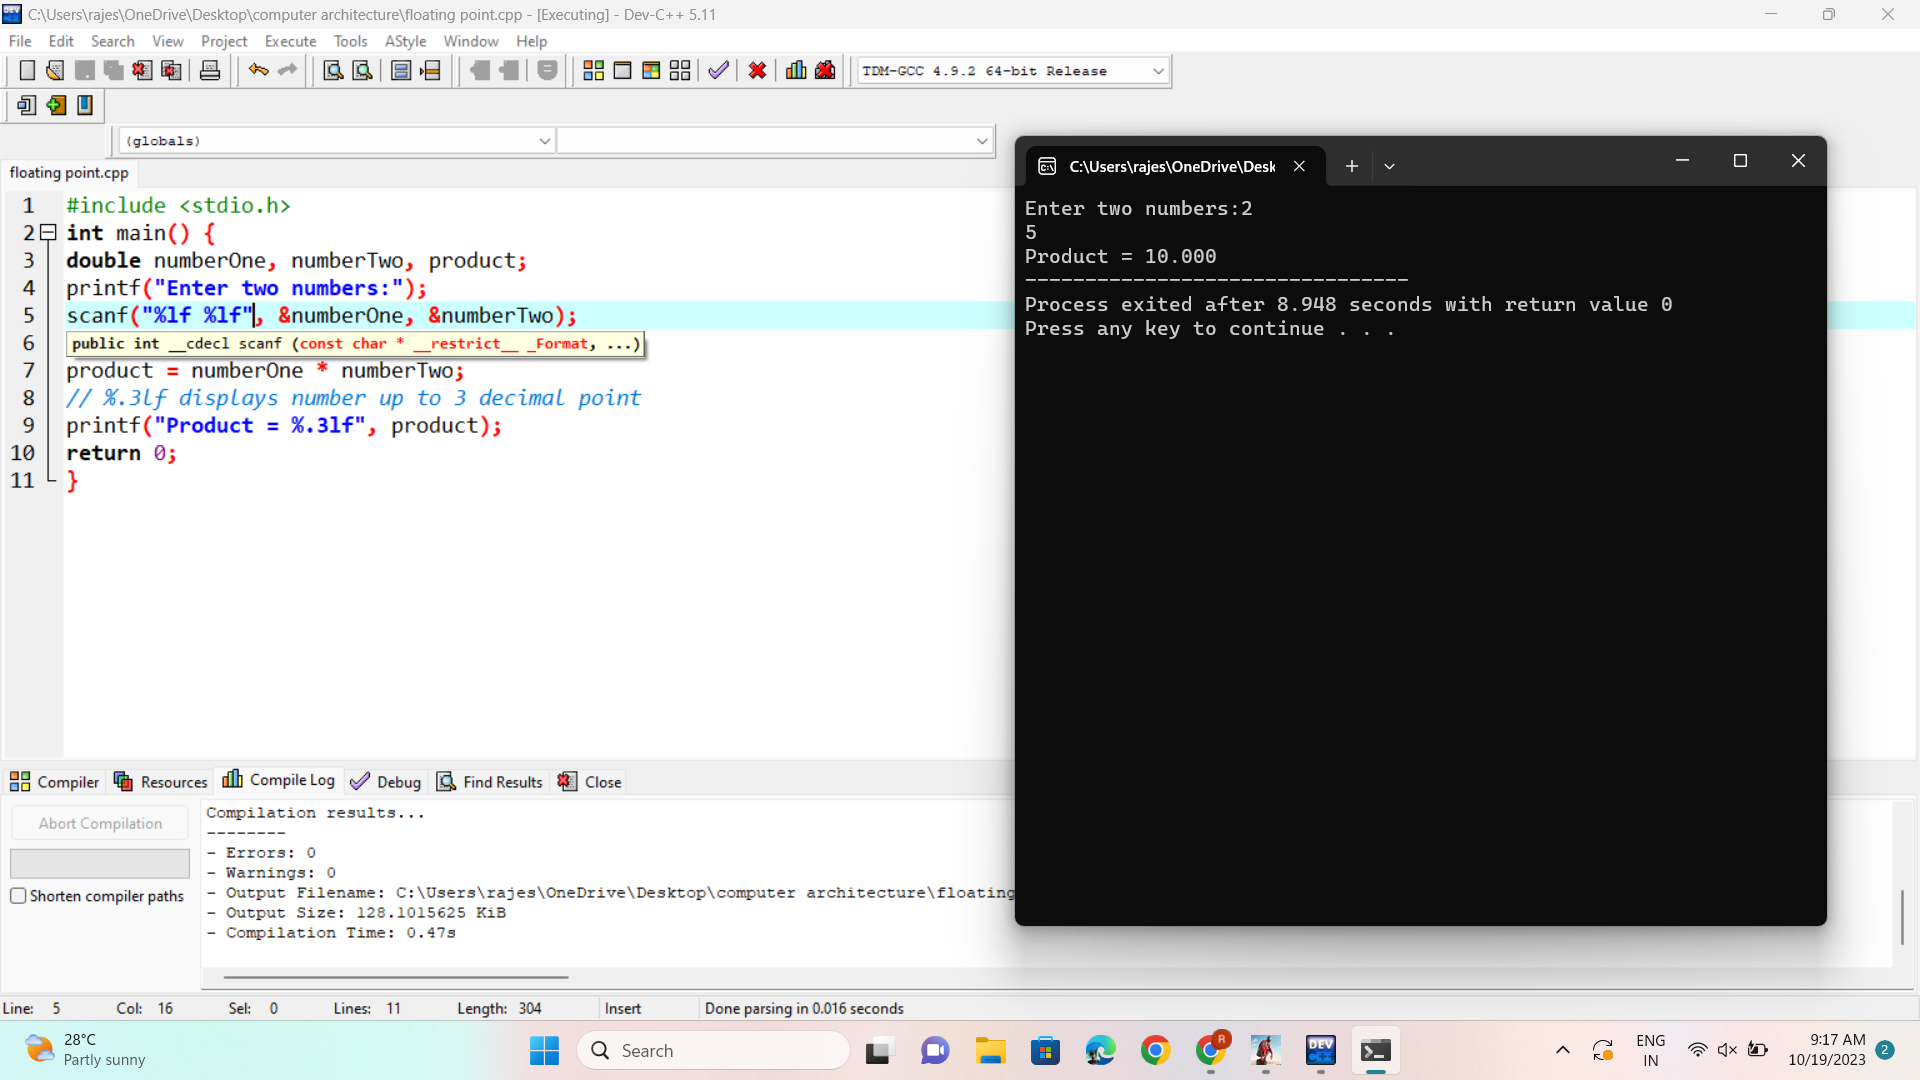 C:\Users\rajes\OneDrive\Desktop\computer architecture\floating point.cpp - [Executing] - Dev-C++ 5.11
File Edit Search View Project Execute Tools AStyle Window Help
TDM-GCC 4.9.2 64-bit Release
(globals)
floating point.cpp
1 #include <stdio.h>
2 int main() {
3 double numberOne, numberTwo, product;
4 printf("Enter two numbers:");
5 scanf("%lf %lf", &numberOne, &numberTwo);
6 public int __cdecl scanf (const char * __restrict__ _Format, ...)
7 product = numberOne * numberTwo;
8 // %.3lf displays number up to 3 decimal point
9 printf("Product = %.3lf", product);
10 return 0;
11 }
C:\Users\rajes\OneDrive\Desk
Enter two numbers:2
5
Product = 10.000
--------------------------------
Process exited after 8.948 seconds with return value 0
Press any key to continue . . .
Compiler Resources Compile Log Debug Find Results Close
Abort Compilation
Shorten compiler paths
Compilation results...
--------
- Errors: 0
- Warnings: 0
- Output Filename: C:\Users\rajes\OneDrive\Desktop\computer architecture\floating
- Output Size: 128.1015625 KiB
- Compilation Time: 0.47s
Line: 5 Col: 16 Sel: 0 Lines: 11 Length: 304 Insert Done parsing in 0.016 seconds
28°C
Partly sunny
Search
R
DEV
ENG
IN
9:17 AM
10/19/2023
2